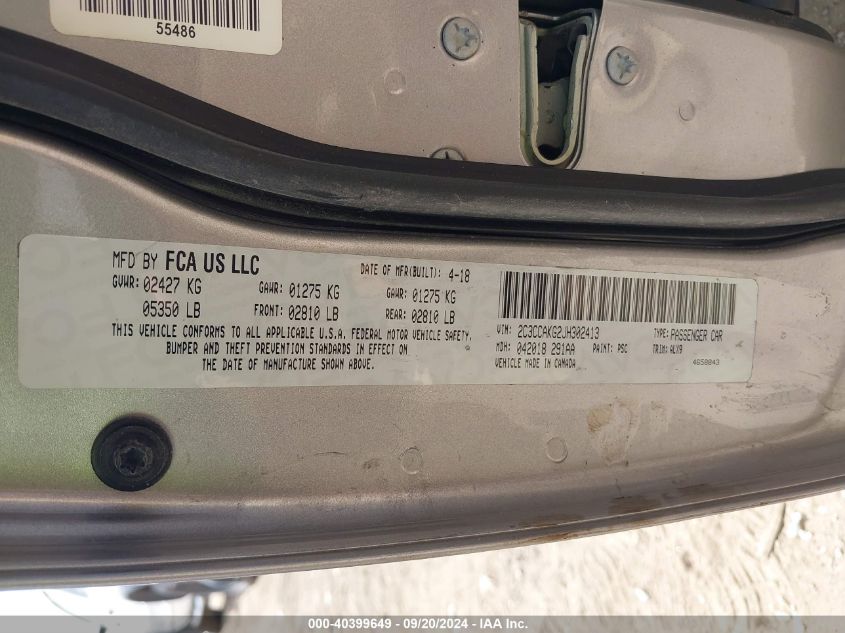 55486
MFD BY FCA US LLC
DATE OF MFR(BUILT): 4-18
GVWR: 02427 KG
GAWR: 01275 KG
GAWR: 01275 KG
05350 LB
FRONT: 02810 LB
REAR: 02810 LB
THIS VEHICLE CONFORMS TO ALL APPLICABLE U.S.A. FEDERAL MOTOR VEHICLE SAFETY,
BUMPER AND THEFT PREVENTION STANDARDS IN EFFECT ON
THE DATE OF MANUFACTURE SHOWN ABOVE.
VIN: 2C3CCAKG2JH302413
TYPE: PASSENGER CAR
MDH: 042018 291AA
PAINT: PSC
TRIM: ALX9
VEHICLE MADE IN CANADA
4658043
000-40399649 - 09/20/2024 - IAA Inc.